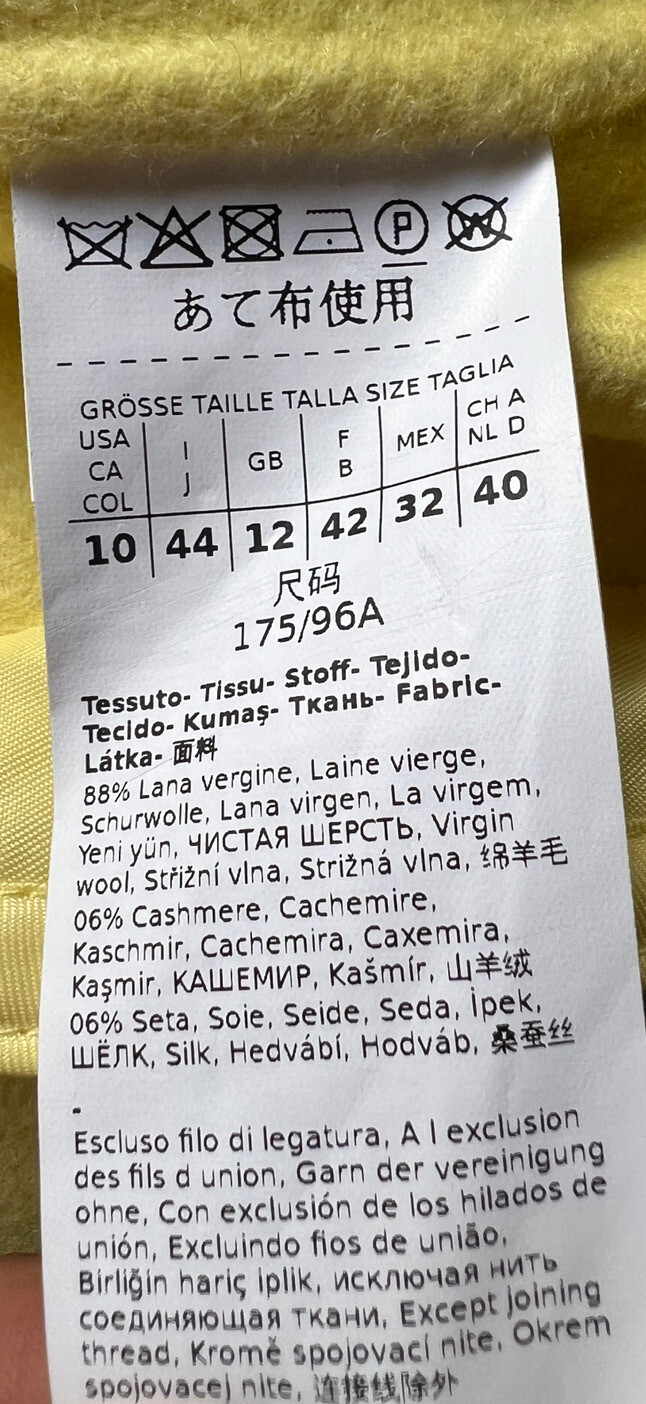 P W
あて布使用
GRÖSSE TAILLE TALLA SIZE TAGLIA
USA CA COL I J GB F B MEX CH A NL D
10 44 12 42 32 40
尺码
175/96A
Tessuto- Tissu- Stoff- Tejido-
Tecido- Kumaş- Ткань- Fabric-
Látka- 面料
88% Lana vergine, Laine vierge,
Schurwolle, Lana virgen, La virgem,
Yeni yün, ЧИСТАЯ ШЕРСТЬ, Virgin
wool, Střižní vlna, Strižná vlna, 绵羊毛
06% Cashmere, Cachemire,
Kaschmir, Cachemira, Caxemira,
Kaşmir, КАШЕМИР, Kašmír, 山羊绒
06% Seta, Soie, Seide, Seda, İpek,
ШЁЛК, Silk, Hedvábí, Hodváb, 桑蚕丝
-
Escluso filo di legatura, A l exclusion
des fils d union, Garn der vereinigung
ohne, Con exclusión de los hilados de
unión, Excluindo fios de união,
Birliğin hariç iplik, исключая нить
соединяющая ткани, Except joining
thread, Kromě spojovací nite, Okrem
spojovacej nite, 连接线除外